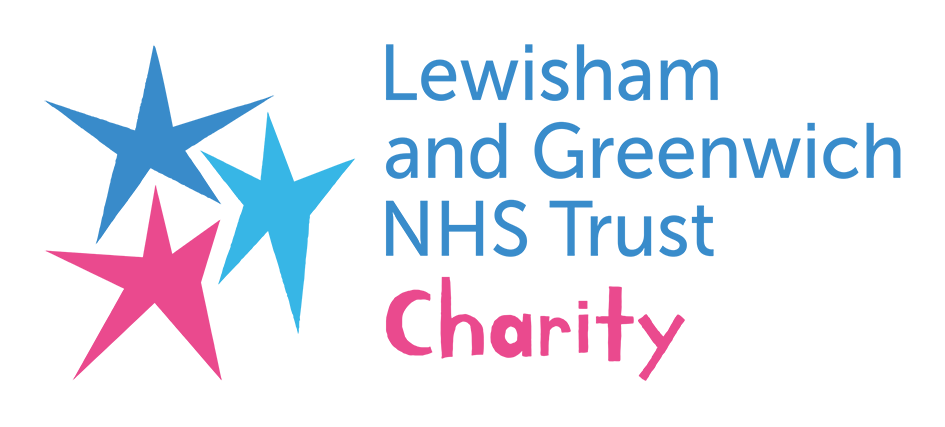 Lewisham
and Greenwich
NHS Trust
Charity